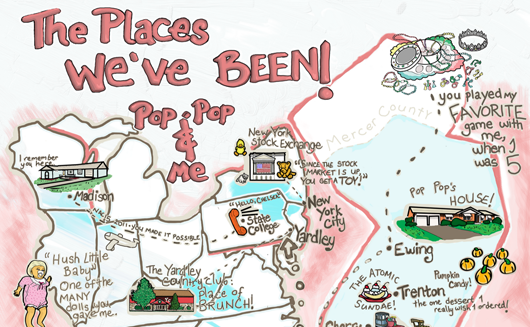 The Places
We've BEEN!
Pop Pop
&
me
Mercer County
you played my
FAVORITE
game with
me,
when I
was 5
New York
Stock Exchange
"SINCE THE STOCK
MARKET IS UP,
YOU GET A TOY!"
I remember
you here.
Madison
"HELLO, CHELSEA"
State
College
New
York
City
Yardley
Pop Pop's
HOUSE!
Ewing
2011: YOU MADE IT POSSIBLE
"Hush Little
Baby"
One of the
MANY
dolls you
gave me.
The Yardley
Country Club:
Place of
BRUNCH!
THE ATOMIC
SUNDAE!
Trenton
Pumpkin
Candy!
the one dessert I
really wish I ordered!